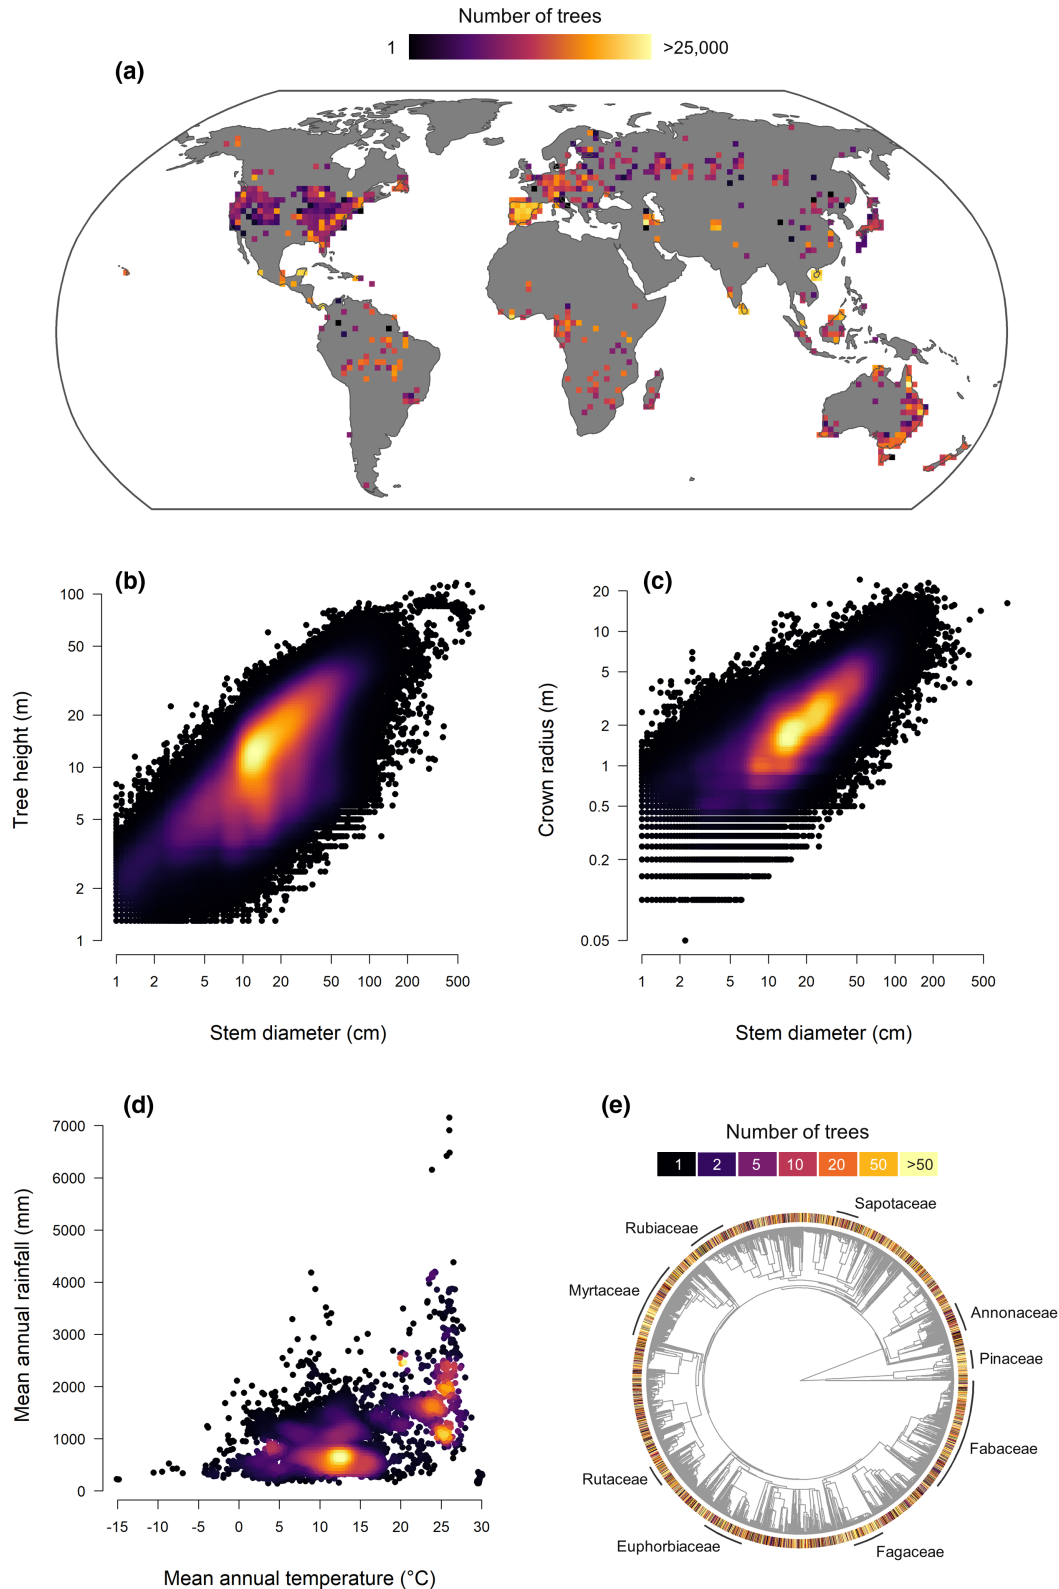 Number of trees
1
>25,000
(a)
(b)
100
50
20
10
5
2
1
Tree height (m)
1 2 5 10 20 50 100 200 500
Stem diameter (cm)
(c)
20
10
5
2
1
0.5
0.2
0.05
Crown radius (m)
1 2 5 10 20 50 100 200 500
Stem diameter (cm)
(d)
7000
6000
5000
4000
3000
2000
1000
0
Mean annual rainfall (mm)
-15 -10 -5 0 5 10 15 20 25 30
Mean annual temperature (°C)
(e)
Number of trees
1 2 5 10 20 50 >50
Sapotaceae
Rubiaceae
Myrtaceae
Annonaceae
Pinaceae
Fabaceae
Rutaceae
Euphorbiaceae
Fagaceae